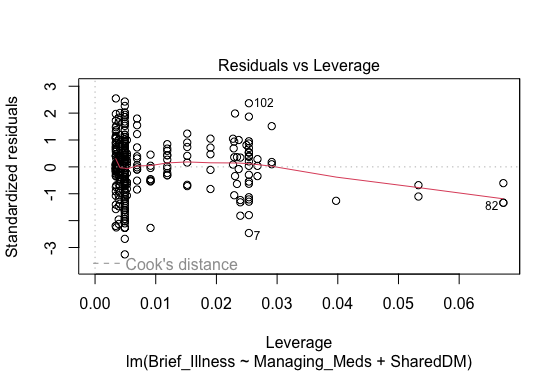 Residuals vs Leverage
Standardized residuals
3
2
1
0
-1
-3
102
82
7
Cook's distance
0.00 0.01 0.02 0.03 0.04 0.05 0.06
Leverage
lm(Brief_Illness ~ Managing_Meds + SharedDM)